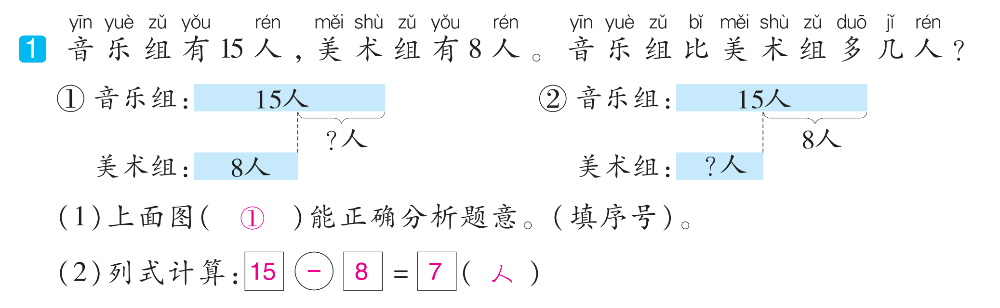 yīn yuè zǔ yǒu rén měi shù zǔ yǒu rén yīn yuè zǔ bǐ měi shù zǔ duō jǐ rén
1 音乐组有15人，美术组有8人。音乐组比美术组多几人？
① 音乐组： 15人 ② 音乐组： 15人
?人 8人
美术组： 8人 美术组： ?人
(1)上面图( ① )能正确分析题意。(填序号)。
(2)列式计算：15 － 8 = 7 ( 人 )